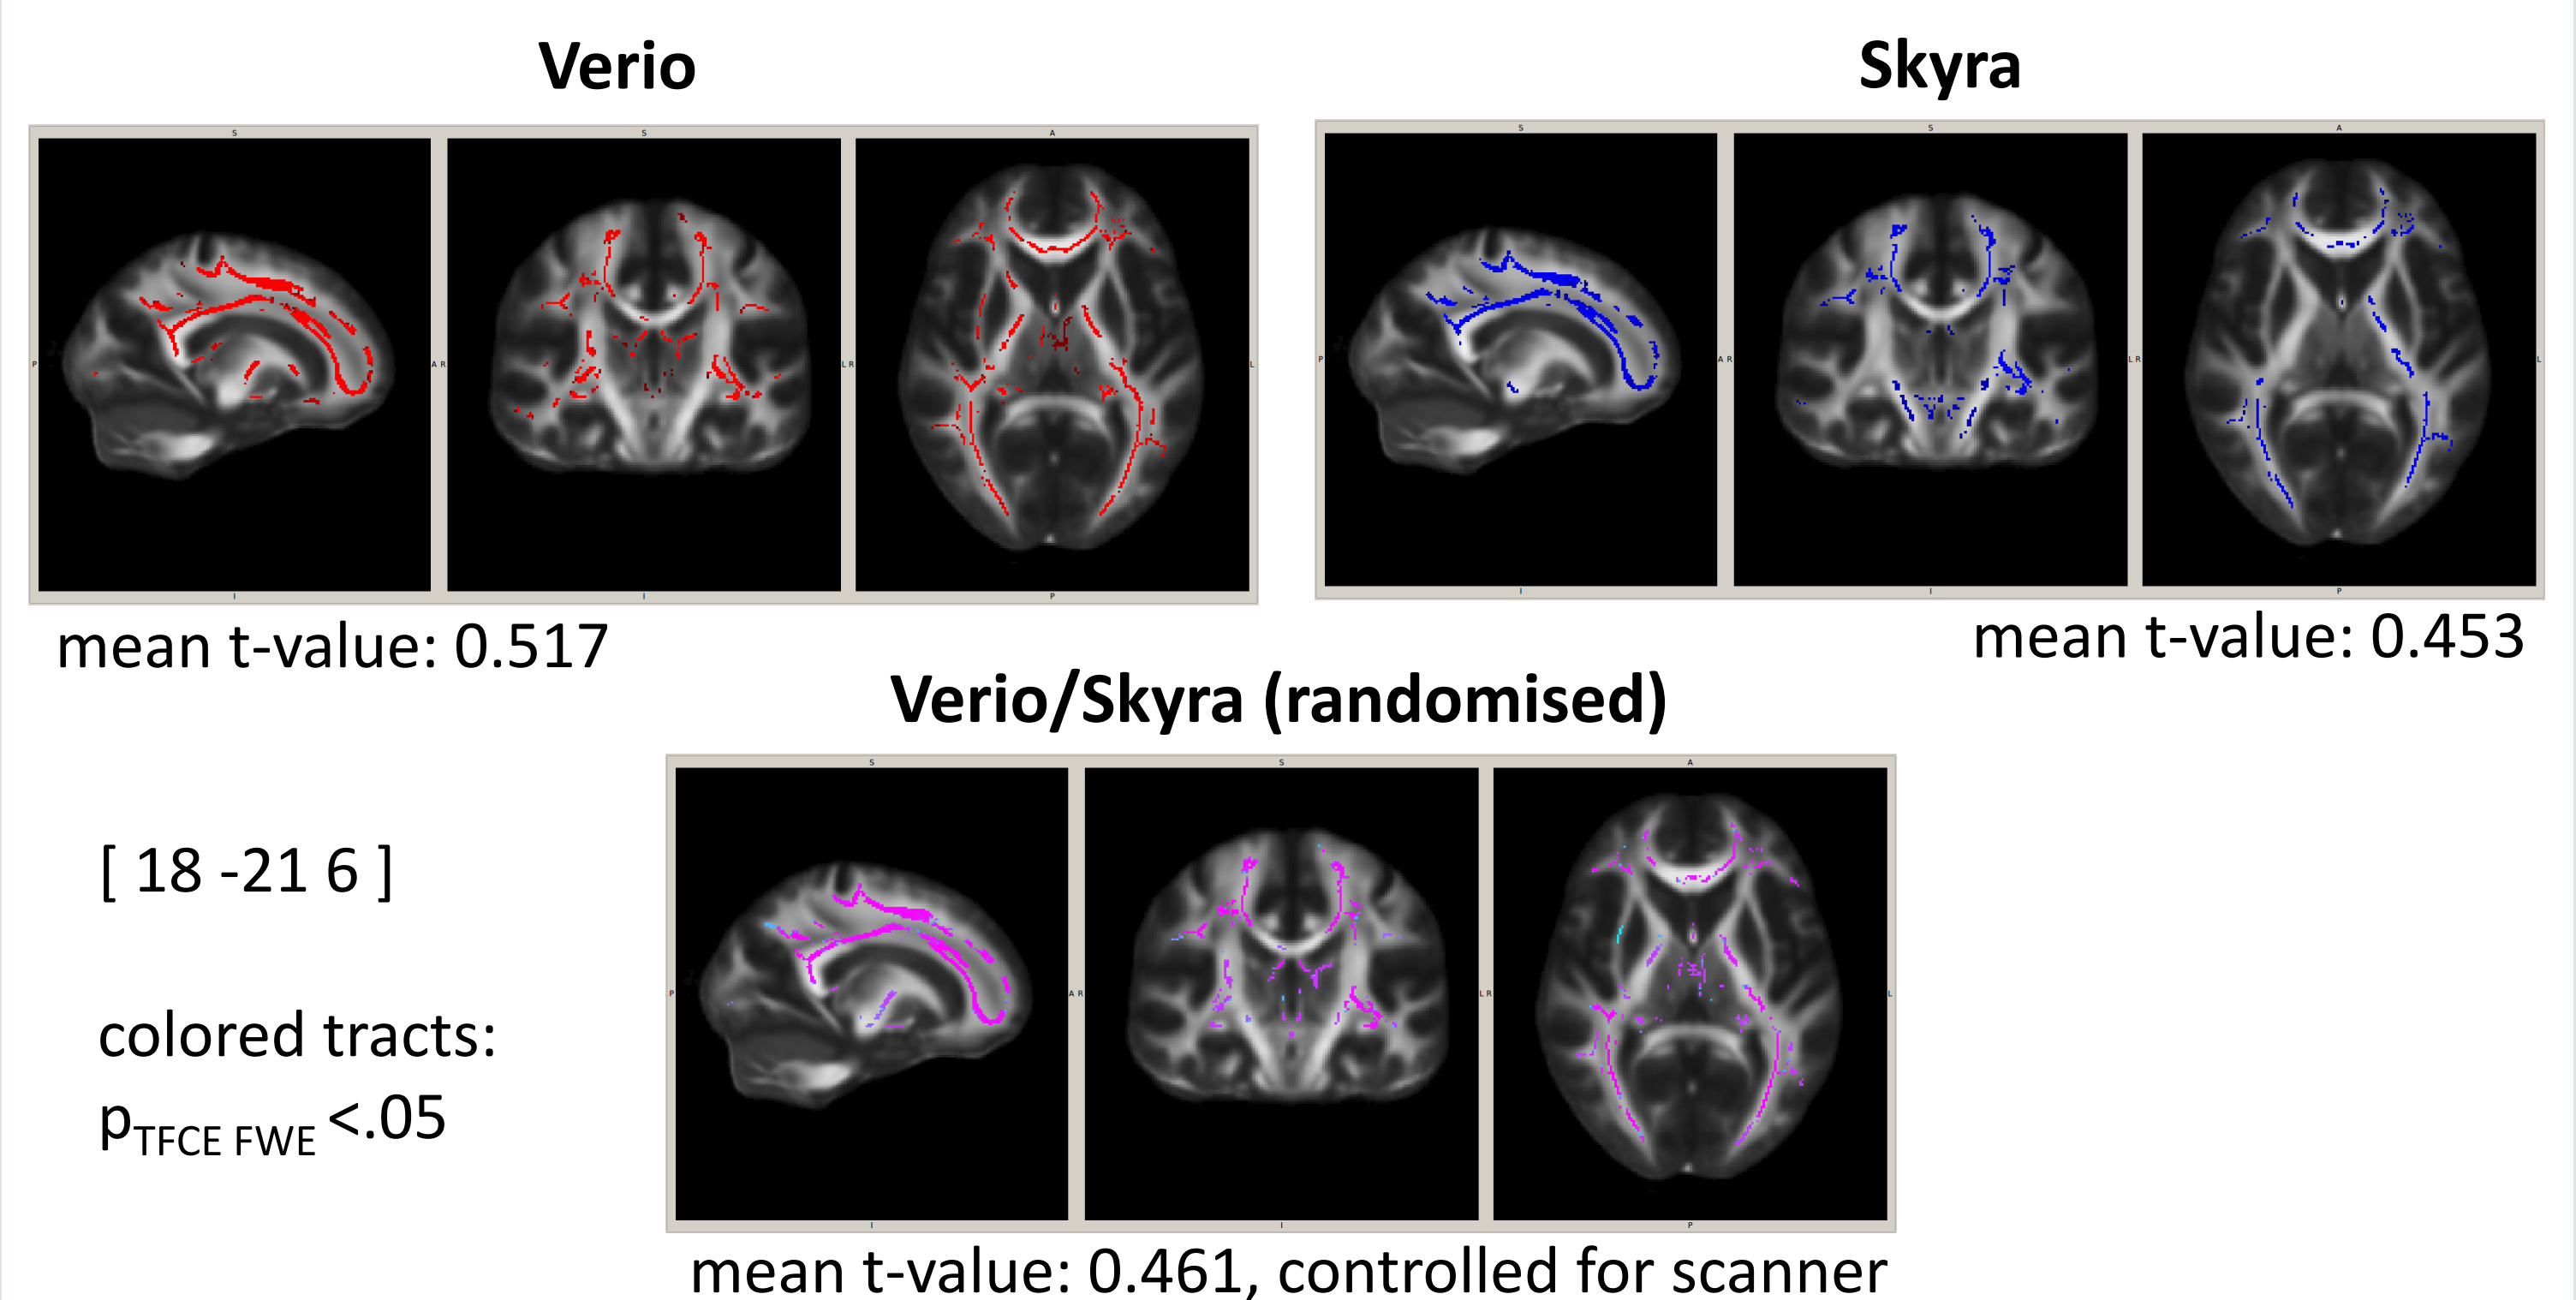 Verio
Skyra
S S A
P A R L R L
I I P
S S A
P A R L R L
I I P
mean t-value: 0.517
mean t-value: 0.453
Verio/Skyra (randomised)
S S A
P A R L R L
I I P
[ 18 -21 6 ]
colored tracts:
pTFCE FWE <.05
mean t-value: 0.461, controlled for scanner